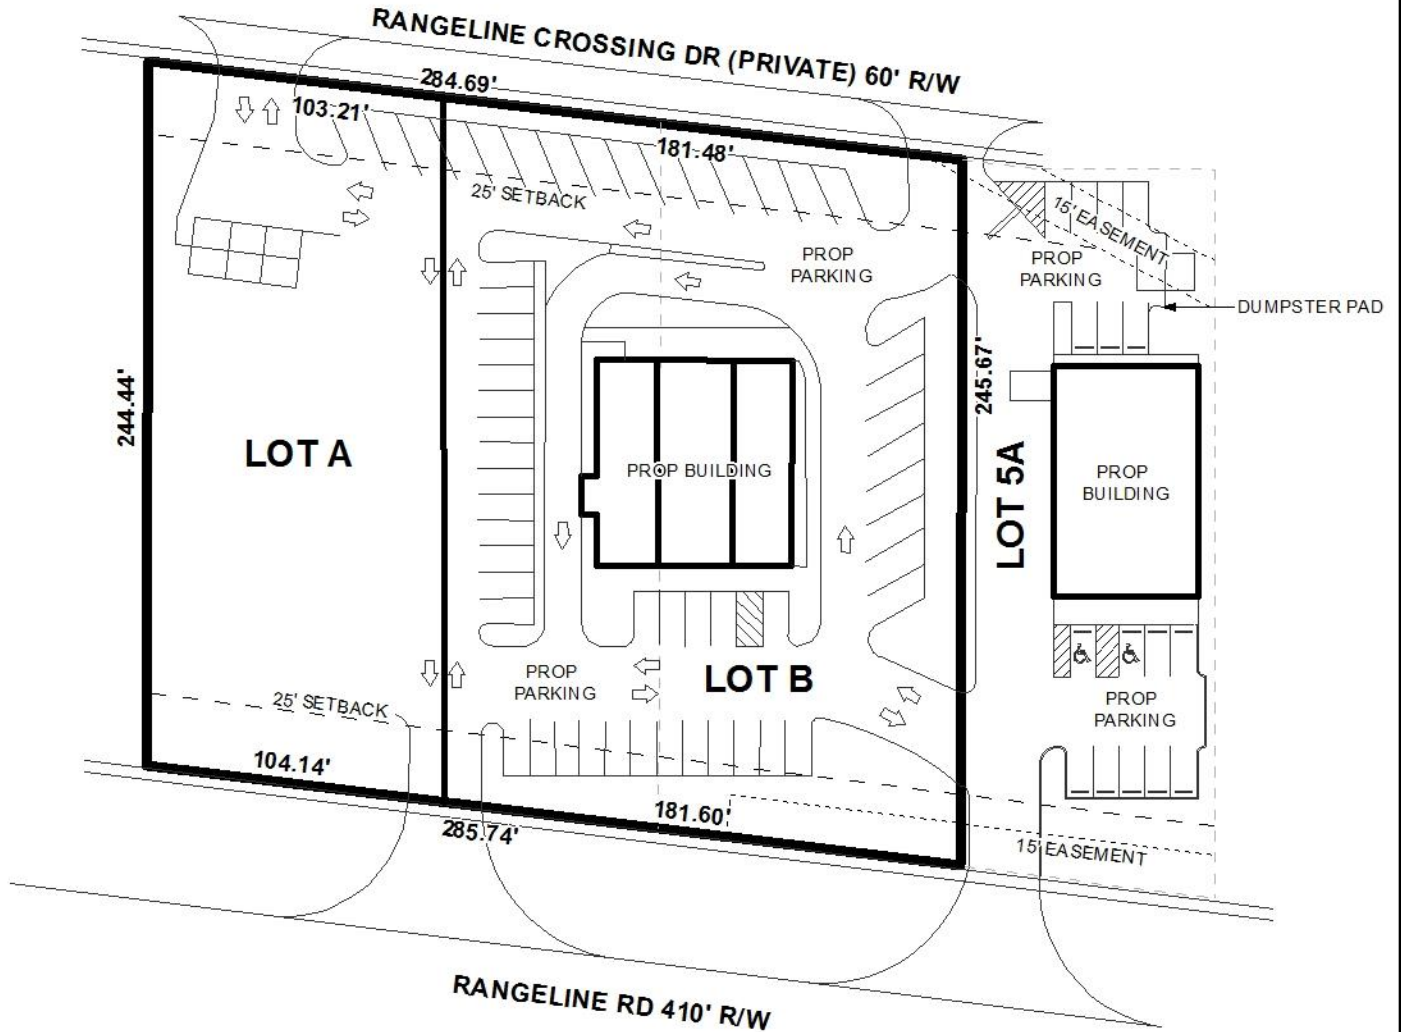 RANGELINE CROSSING DR (PRIVATE) 60' R/W
284.69'
103.21'
181.48'
25' SETBACK
15' EASEMENT
PROP
PARKING
PROP
PARKING
DUMPSTER PAD
244.44'
245.67'
LOT A
PROP BUILDING
LOT 5A
PROP
BUILDING
PROP
PARKING
LOT B
25' SETBACK
PROP
PARKING
104.14'
181.60'
285.74'
15' EASEMENT
RANGELINE RD 410' R/W